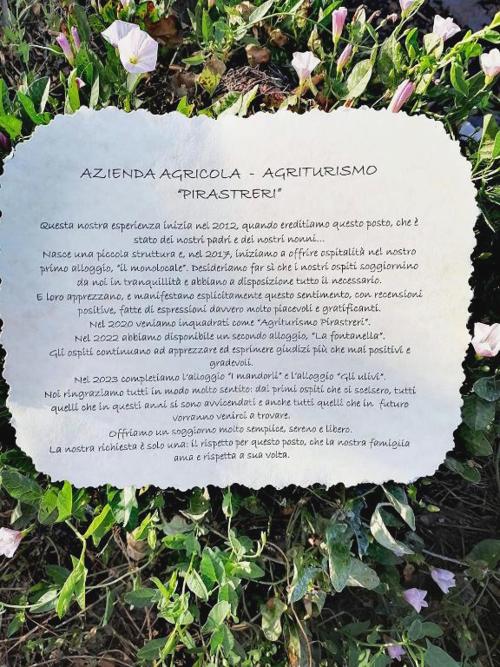 AZIENDA AGRICOLA - AGRITURISMO
"PIRASTRERI"
Questa nostra esperienza inizia nel 2012, quando ereditiamo questo posto, che è
stato dei nostri padri e dei nostri nonni...
Nasce una piccola struttura e, nel 2017, iniziamo a offrire ospitalità nel nostro
primo alloggio, "il monolocale". Desideriamo far sì che i nostri ospiti soggiornino
da noi in tranquillità e abbiano a disposizione tutto il necessario.
E loro apprezzano, e manifestano esplicitamente questo sentimento, con recensioni
positive, fatte di espressioni davvero molto piacevoli e gratificanti.
Nel 2020 veniamo inquadrati come "Agriturismo Pirastreri".
Nel 2022 abbiamo disponibile un secondo alloggio, "La fontanella".
Gli ospiti continuano ad apprezzare ed esprimere giudizi più che mai positivi e
gradevoli.
Nel 2023 completiamo l'alloggio "I mandorli" e l'alloggio "Gli ulivi".
Noi ringraziamo tutti in modo molto sentito: dai primi ospiti che ci scelsero, tutti
quelli che in questi anni si sono avvicendati e anche tutti quelli che in futuro
vorranno venirci a trovare.
Offriamo un soggiorno molto semplice, sereno e libero.
La nostra richiesta è solo una: il rispetto per questo posto, che la nostra famiglia
ama e rispetta a sua volta.